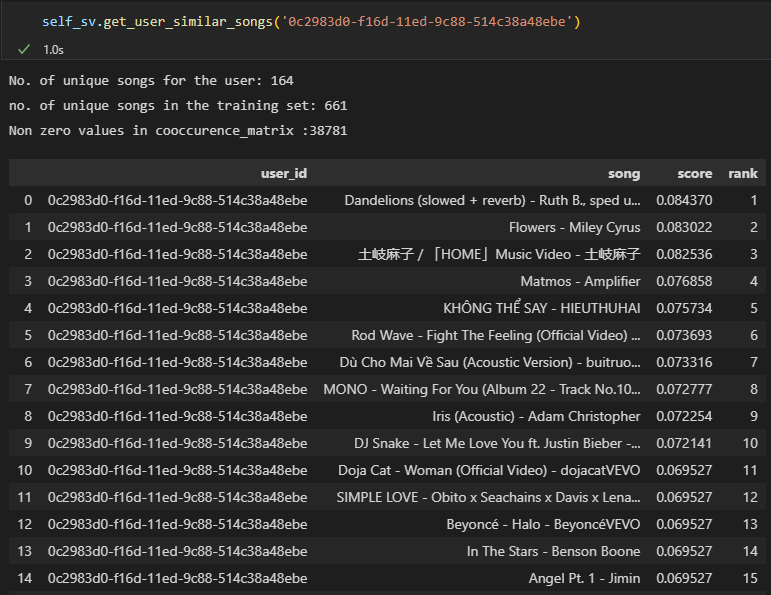 self_sv.get_user_similar_songs('0c2983d0-f16d-11ed-9c88-514c38a48ebe')
1.0s
No. of unique songs for the user: 164
no. of unique songs in the training set: 661
Non zero values in cooccurence_matrix :38781
user_id song score rank
0 0c2983d0-f16d-11ed-9c88-514c38a48ebe Dandelions (slowed + reverb) - Ruth B., sped u... 0.084370 1
1 0c2983d0-f16d-11ed-9c88-514c38a48ebe Flowers - Miley Cyrus 0.083022 2
2 0c2983d0-f16d-11ed-9c88-514c38a48ebe 土岐麻子 / 「HOME」Music Video - 土岐麻子 0.082536 3
3 0c2983d0-f16d-11ed-9c88-514c38a48ebe Matmos - Amplifier 0.076858 4
4 0c2983d0-f16d-11ed-9c88-514c38a48ebe KHÔNG THỂ SAY - HIEUTHUHAI 0.075734 5
5 0c2983d0-f16d-11ed-9c88-514c38a48ebe Rod Wave - Fight The Feeling (Official Video) ... 0.073693 6
6 0c2983d0-f16d-11ed-9c88-514c38a48ebe Dù Cho Mai Về Sau (Acoustic Version) - buitruo... 0.073316 7
7 0c2983d0-f16d-11ed-9c88-514c38a48ebe MONO - Waiting For You (Album 22 - Track No.10... 0.072777 8
8 0c2983d0-f16d-11ed-9c88-514c38a48ebe Iris (Acoustic) - Adam Christopher 0.072254 9
9 0c2983d0-f16d-11ed-9c88-514c38a48ebe DJ Snake - Let Me Love You ft. Justin Bieber -... 0.072141 10
10 0c2983d0-f16d-11ed-9c88-514c38a48ebe Doja Cat - Woman (Official Video) - dojacatVEVO 0.069527 11
11 0c2983d0-f16d-11ed-9c88-514c38a48ebe SIMPLE LOVE - Obito x Seachains x Davis x Lena... 0.069527 12
12 0c2983d0-f16d-11ed-9c88-514c38a48ebe Beyoncé - Halo - BeyoncéVEVO 0.069527 13
13 0c2983d0-f16d-11ed-9c88-514c38a48ebe In The Stars - Benson Boone 0.069527 14
14 0c2983d0-f16d-11ed-9c88-514c38a48ebe Angel Pt. 1 - Jimin 0.069527 15